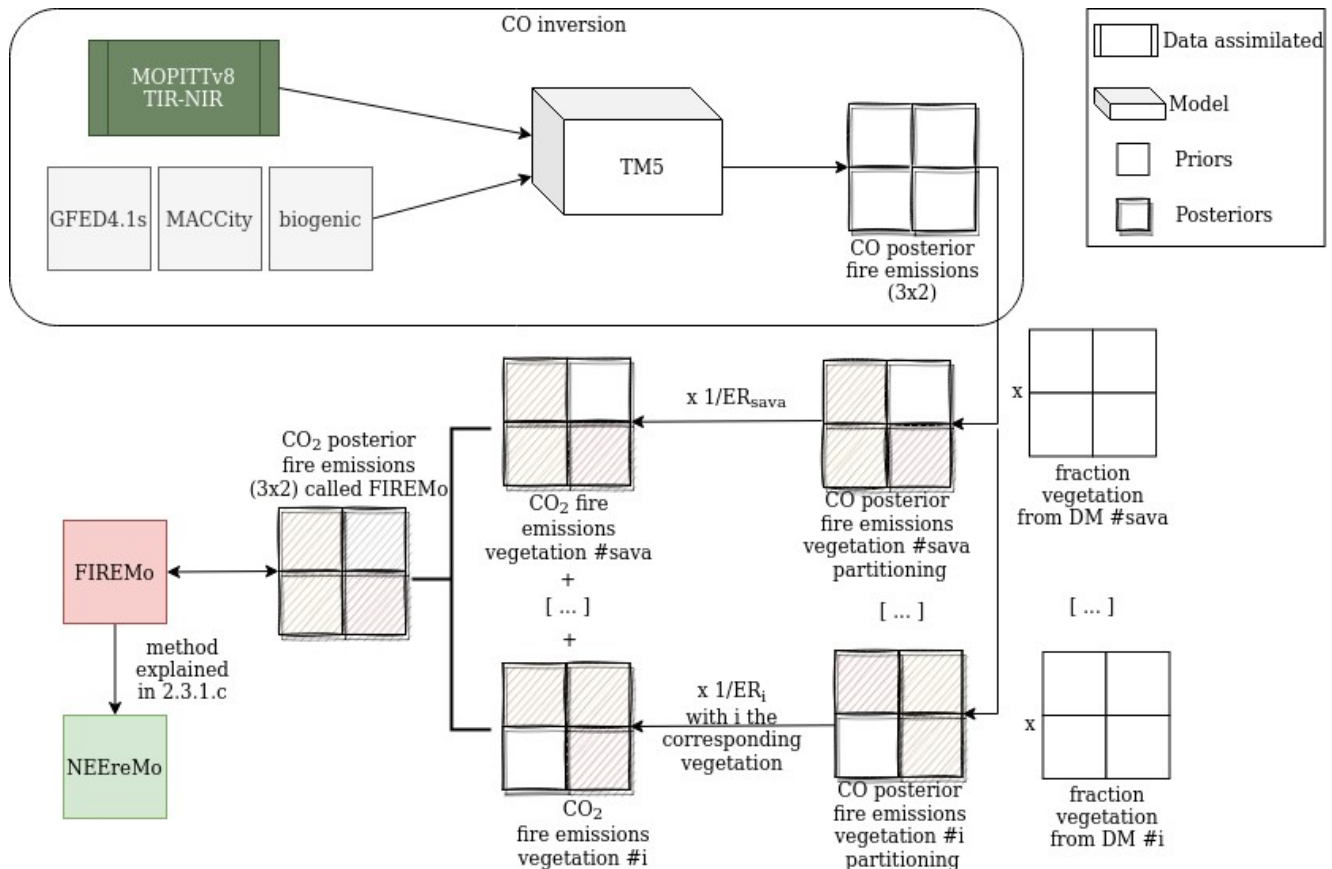 CO inversion
MOPITTv8
TIR-NIR
GFED4.1s
MACCity
biogenic
TM5
CO posterior
fire emissions
(3x2)
Data assimilated
Model
Priors
Posteriors
x
fraction
vegetation
from DM #sava
CO posterior
fire emissions
vegetation #sava
partitioning
x 1/ERsava
CO2 fire
emissions
vegetation #sava
+
[ ... ]
+
[ ... ]
[ ... ]
CO2 posterior
fire emissions
(3x2) called FIREMo
FIREMo
method
explained
in 2.3.1.c
NEEreMo
x 1/ERi
with i the
corresponding
vegetation
CO2
fire emissions
vegetation #i
CO posterior
fire emissions
vegetation #i
partitioning
x
fraction
vegetation
from DM #i